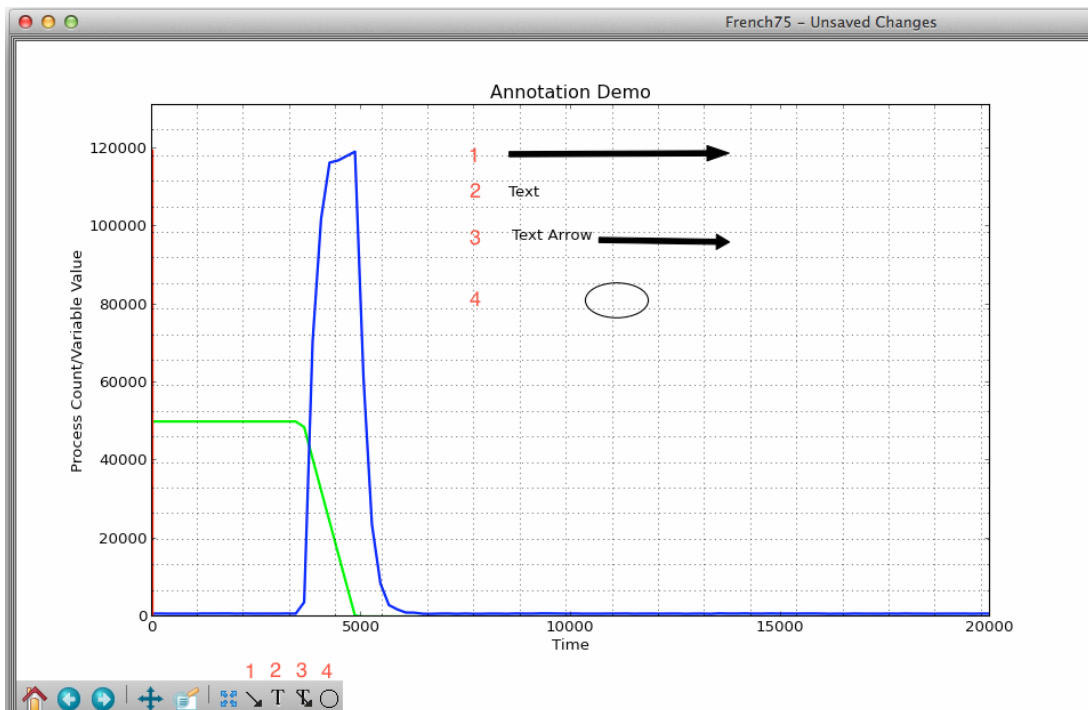 French75 – Unsaved Changes
Annotation Demo
120000
100000
80000
60000
40000
20000
0
Process Count/Variable Value
1
2 Text
3 Text Arrow
4
0 5000 10000 15000 20000
Time
1 2 3 4
T T